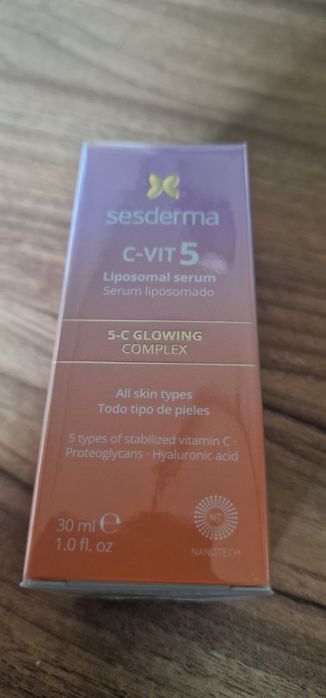 sesderma
C-VIT 5
Liposomal serum
Serum liposomado
5-C GLOWING
COMPLEX
All skin types
Todo tipo de pieles
5 types of stabilized vitamin C ·
Proteoglycans · Hyaluronic acid
30 ml ℮
1.0 fl. oz
NT
NANOTECH